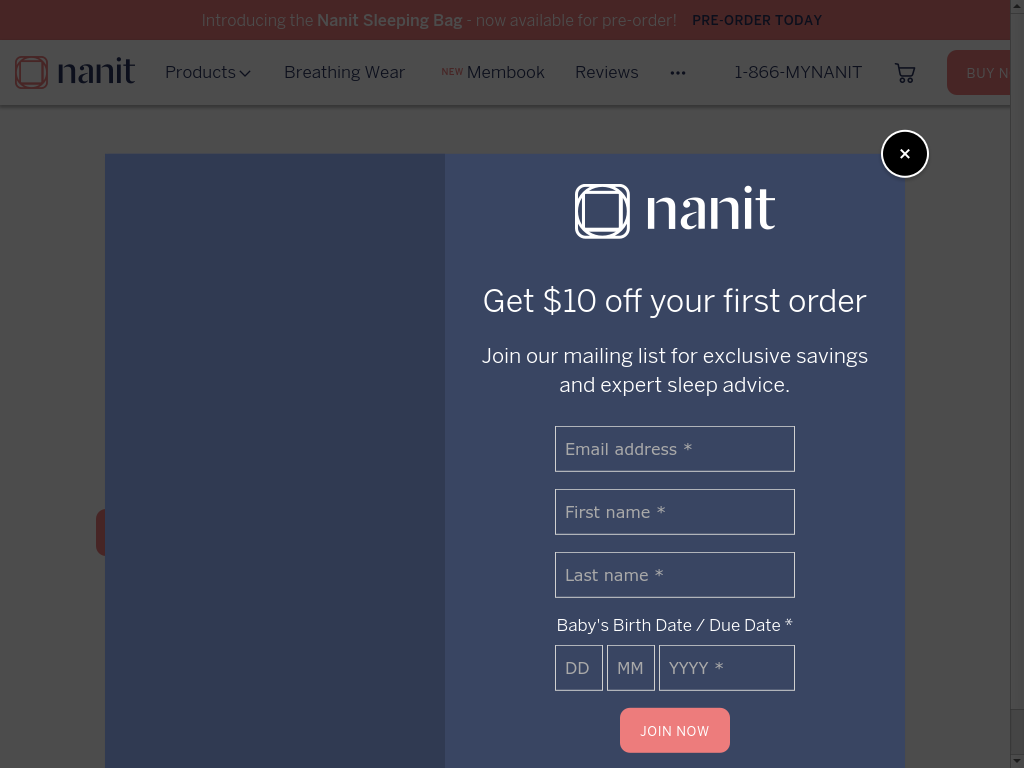 Introducing the Nanit Sleeping Bag - now available for pre-order! PRE-ORDER TODAY
nanit Products Breathing Wear NEW Membook Reviews ••• 1-866-MYNANIT BUY N
×
nanit
Get $10 off your first order
Join our mailing list for exclusive savings
and expert sleep advice.
Email address *
First name *
Last name *
Baby's Birth Date / Due Date *
DD MM YYYY *
JOIN NOW